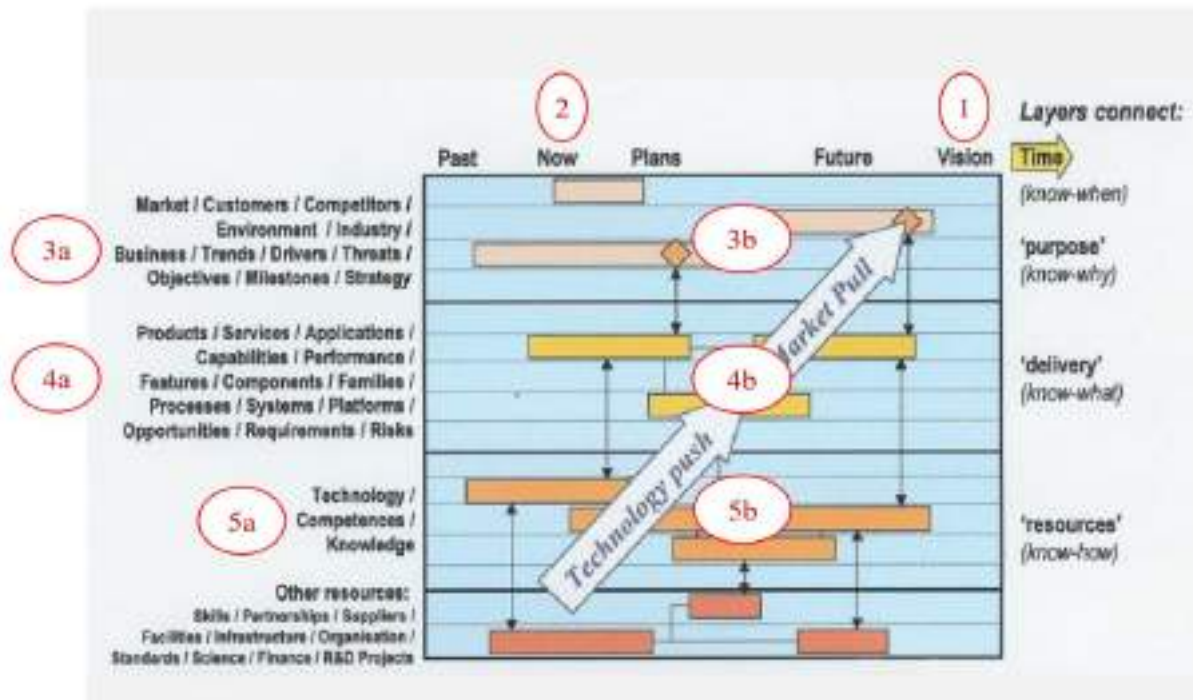 2
1
Layers connect:
Past Now Plans Future Vision
Time
(know-when)
Market / Customers / Competitors /
Environment / Industry /
Business / Trends / Drivers / Threats /
Objectives / Milestones / Strategy
3a
3b
'purpose'
(know-why)
Products / Services / Applications /
Capabilities / Performance /
Features / Components / Families /
Processes / Systems / Platforms /
Opportunities / Requirements / Risks
4a
4b
Market Pull
'delivery'
(know-what)
Technology push
Technology /
Competences /
Knowledge
5a
5b
'resources'
(know-how)
Other resources:
Skills / Partnerships / Suppliers /
Facilities / Infrastructure / Organisation /
Standards / Science / Finance / R&D Projects